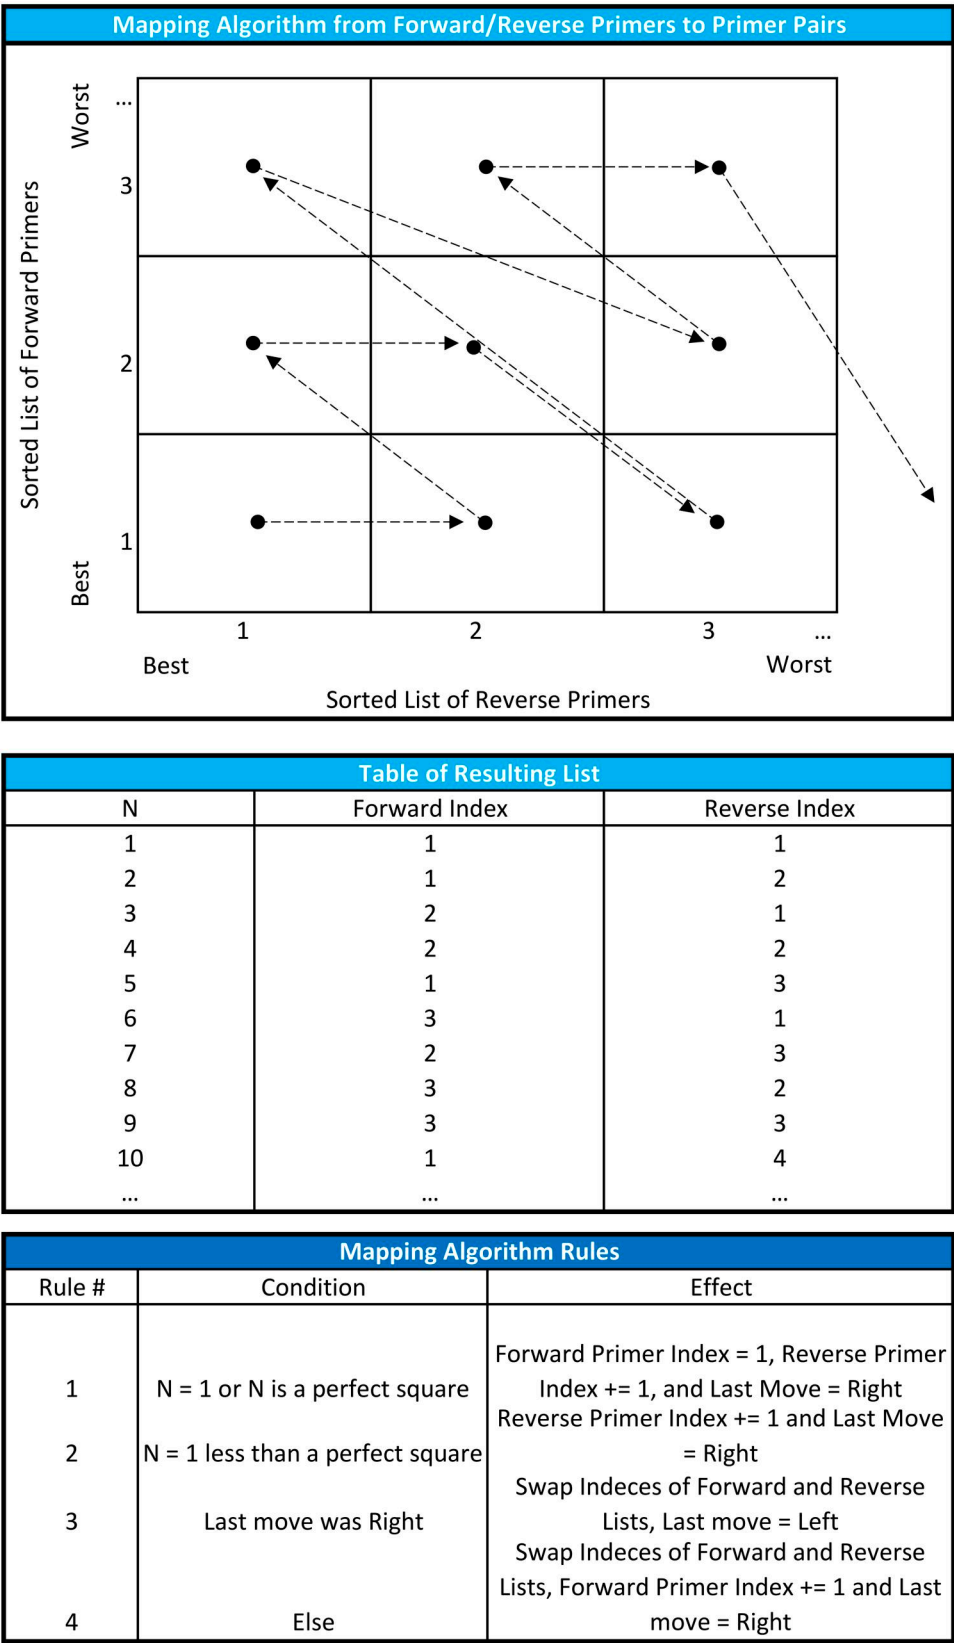 Mapping Algorithm from Forward/Reverse Primers to Primer Pairs
Worst
...
3
2
1
Best
Sorted List of Forward Primers
1 2 3 ...
Best Worst
Sorted List of Reverse Primers
Table of Resulting List
N Forward Index Reverse Index
1 1 1
2 1 2
3 2 1
4 2 2
5 1 3
6 3 1
7 2 3
8 3 2
9 3 3
10 1 4
... ... ...
Mapping Algorithm Rules
Rule # Condition Effect
Forward Primer Index = 1, Reverse Primer
1 N = 1 or N is a perfect square Index += 1, and Last Move = Right
Reverse Primer Index += 1 and Last Move
2 N = 1 less than a perfect square = Right
Swap Indeces of Forward and Reverse
3 Last move was Right Lists, Last move = Left
Swap Indeces of Forward and Reverse
Lists, Forward Primer Index += 1 and Last
4 Else move = Right